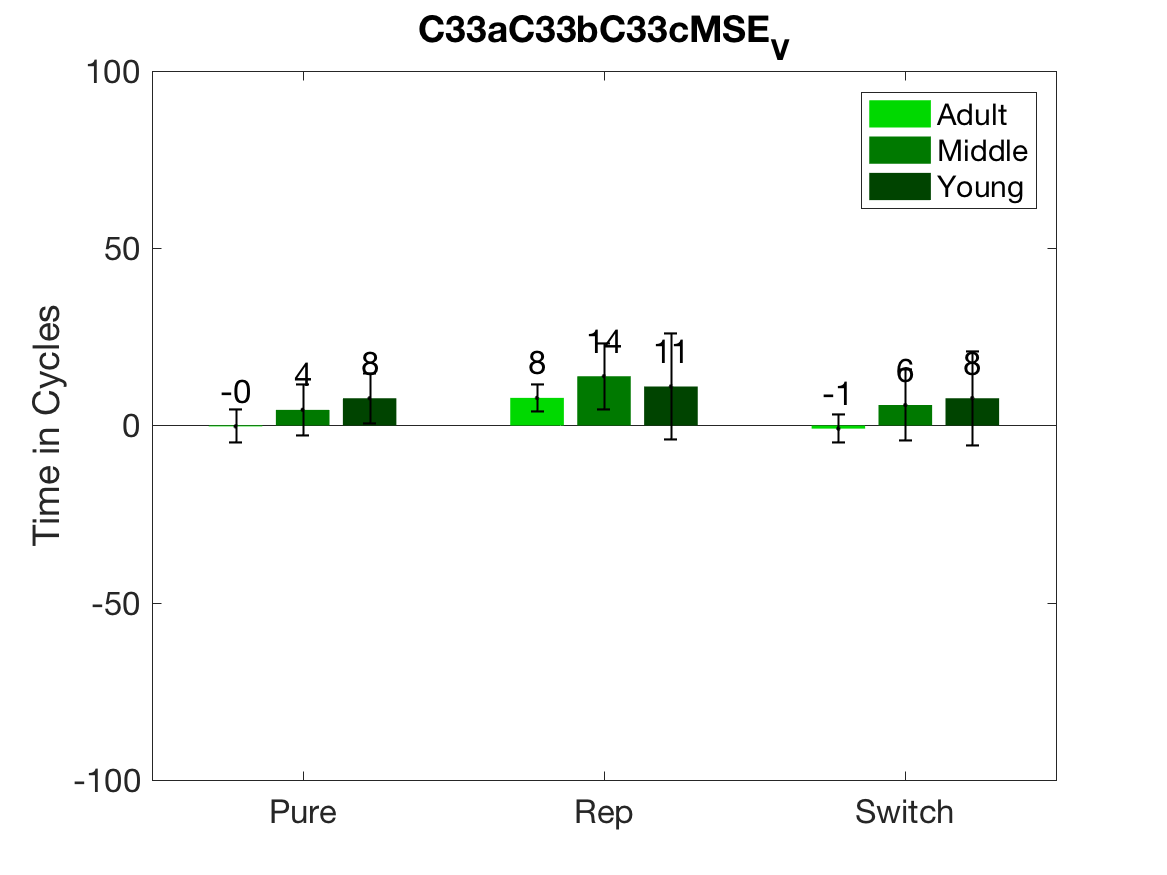 C33aC33bC33cMSEV
100
50
0
-50
-100
Time in Cycles
Adult
Middle
Young
-0
4
8
8
14
11
-1
6
8
Pure
Rep
Switch